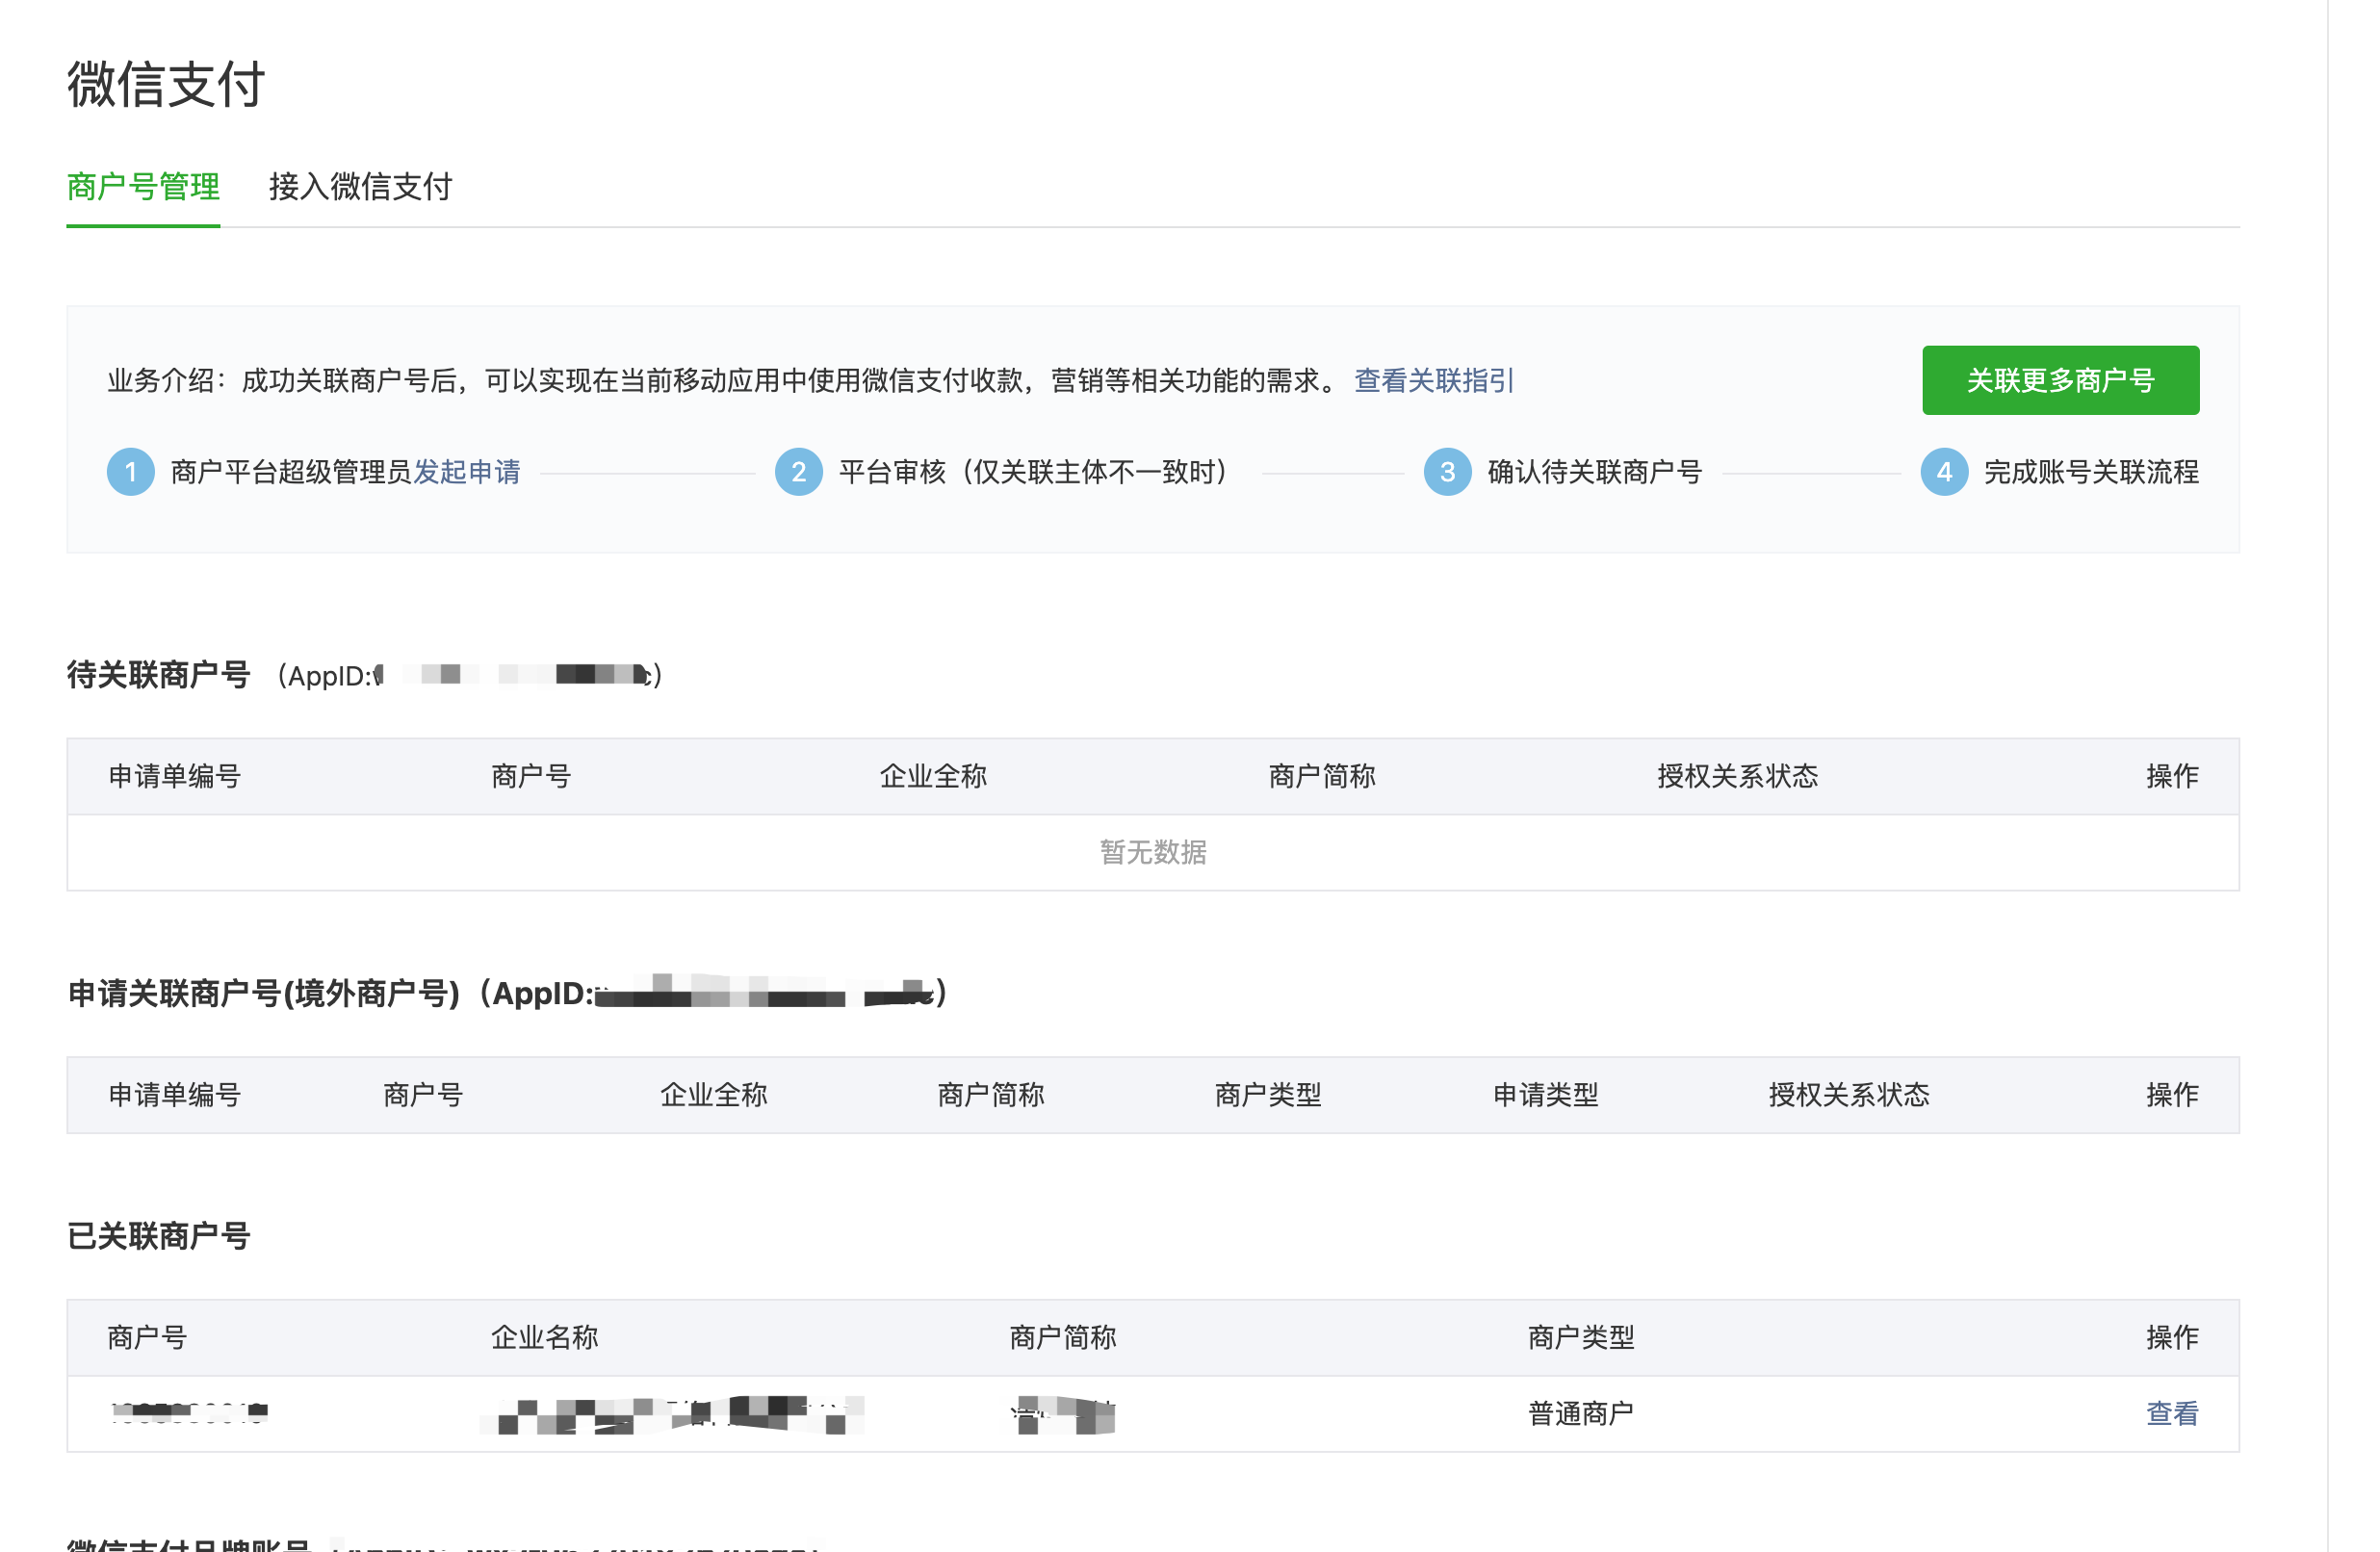 微信支付
商户号管理 接入微信支付
业务介绍：成功关联商户号后，可以实现在当前移动应用中使用微信支付收款，营销等相关功能的需求。 查看关联指引 关联更多商户号
1 商户平台超级管理员发起申请 2 平台审核（仅关联主体不一致时） 3 确认待关联商户号 4 完成账号关联流程
待关联商户号 （AppID:
申请单编号 商户号 企业全称 商户简称 授权关系状态 操作
暂无数据
申请关联商户号(境外商户号)（AppID:
申请单编号 商户号 企业全称 商户简称 商户类型 申请类型 授权关系状态 操作
已关联商户号
商户号 企业名称 商户简称 商户类型 操作
普通商户 查看
微信支付品牌账号